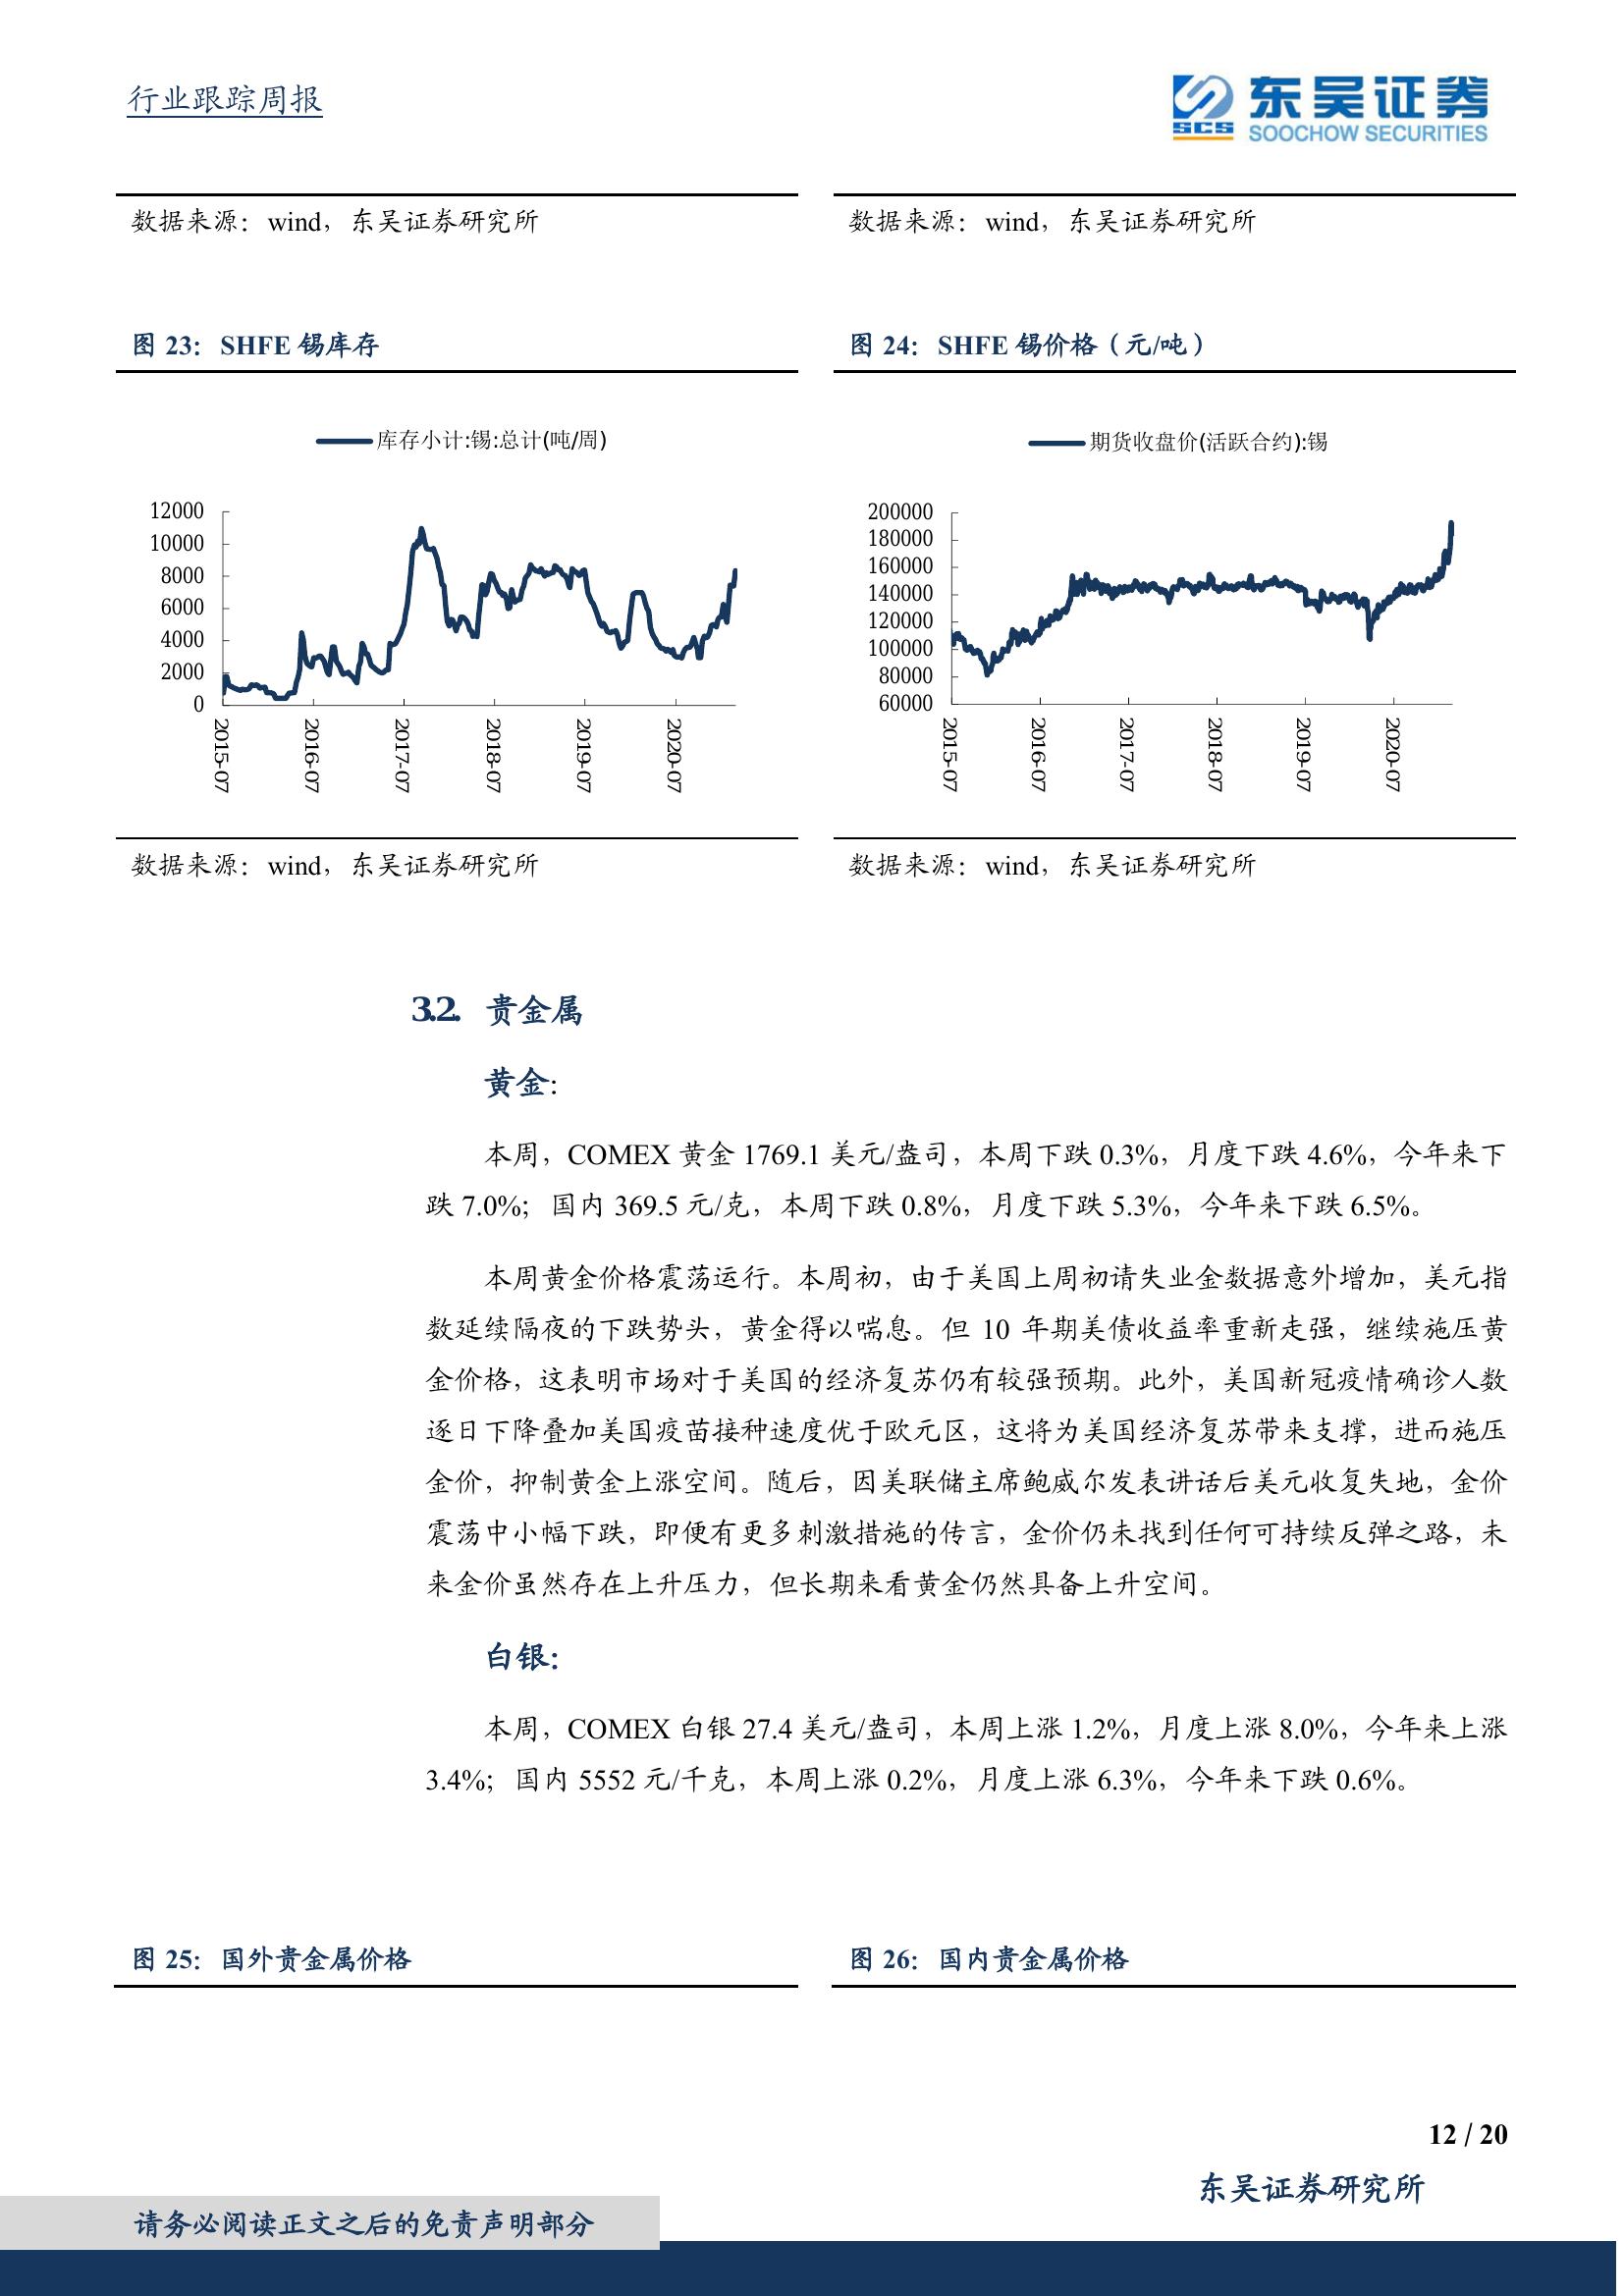 行业跟踪周报
东吴证券
SCS
SOOCHOW SECURITIES
数据来源：wind，东吴证券研究所
数据来源：wind，东吴证券研究所
图 23：SHFE 锡库存
图 24：SHFE 锡价格（元/吨）
库存小计:锡:总计(吨/周)
12000
10000
8000
6000
4000
2000
0
2015-07
2016-07
2017-07
2018-07
2019-07
2020-07
期货收盘价(活跃合约):锡
200000
180000
160000
140000
120000
100000
80000
60000
2015-07
2016-07
2017-07
2018-07
2019-07
2020-07
数据来源：wind，东吴证券研究所
数据来源：wind，东吴证券研究所
3.2. 贵金属
黄金：
本周，COMEX 黄金 1769.1 美元/盎司，本周下跌 0.3%，月度下跌 4.6%，今年来下
跌 7.0%；国内 369.5 元/克，本周下跌 0.8%，月度下跌 5.3%，今年来下跌 6.5%。
本周黄金价格震荡运行。本周初，由于美国上周初请失业金数据意外增加，美元指
数延续隔夜的下跌势头，黄金得以喘息。但 10 年期美债收益率重新走强，继续施压黄
金价格，这表明市场对于美国的经济复苏仍有较强预期。此外，美国新冠疫情确诊人数
逐日下降叠加美国疫苗接种速度优于欧元区，这将为美国经济复苏带来支撑，进而施压
金价，抑制黄金上涨空间。随后，因美联储主席鲍威尔发表讲话后美元收复失地，金价
震荡中小幅下跌，即便有更多刺激措施的传言，金价仍未找到任何可持续反弹之路，未
来金价虽然存在上升压力，但长期来看黄金仍然具备上升空间。
白银：
本周，COMEX 白银 27.4 美元/盎司，本周上涨 1.2%，月度上涨 8.0%，今年来上涨
3.4%；国内 5552 元/千克，本周上涨 0.2%，月度上涨 6.3%，今年来下跌 0.6%。
图 25：国外贵金属价格
图 26：国内贵金属价格
12 / 20
东吴证券研究所
请务必阅读正文之后的免责声明部分